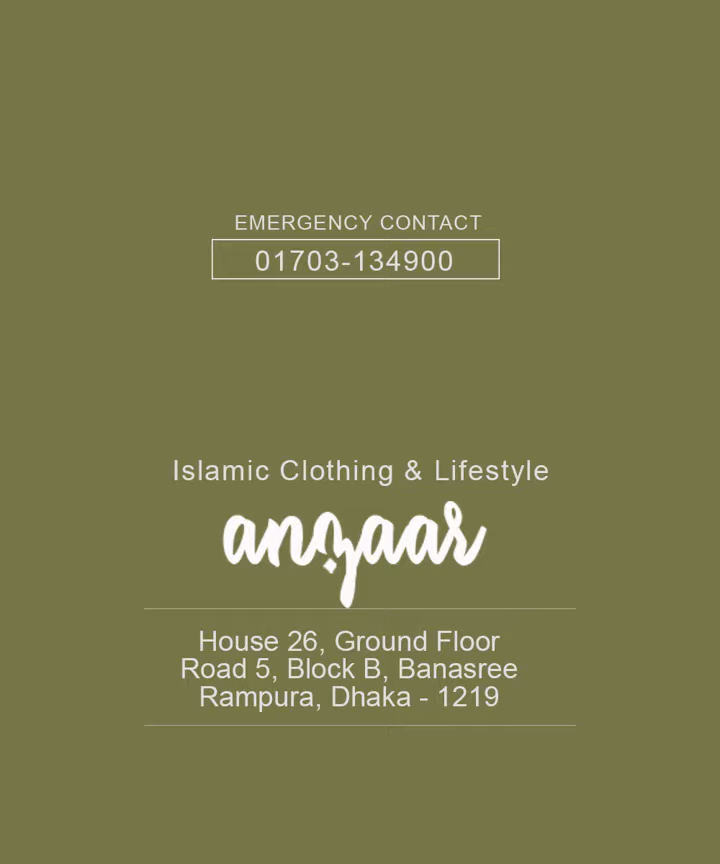 EMERGENCY CONTACT
01703-134900
Islamic Clothing & Lifestyle
anzaar
House 26, Ground Floor
Road 5, Block B, Banasree
Rampura, Dhaka - 1219